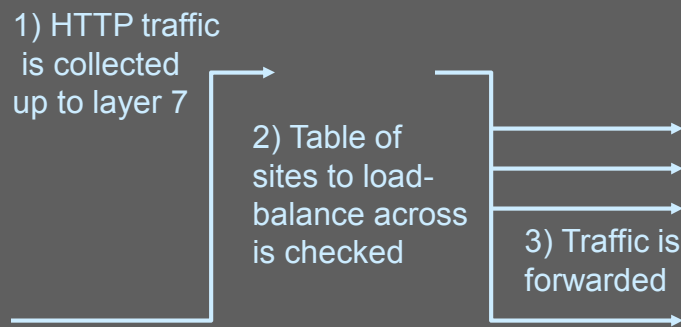 1) HTTP traffic
is collected
up to layer 7
2) Table of
sites to load-
balance across
is checked
3) Traffic is
forwarded